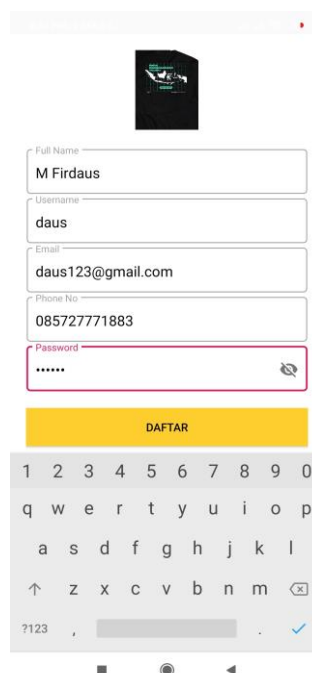 Full Name
M Firdaus
Username
daus
Email
daus123@gmail.com
Phone No
085727771883
Password
••••••
DAFTAR
1 2 3 4 5 6 7 8 9 0
q w e r t y u i o p
a s d f g h j k l
z x c v b n m
?123 , .